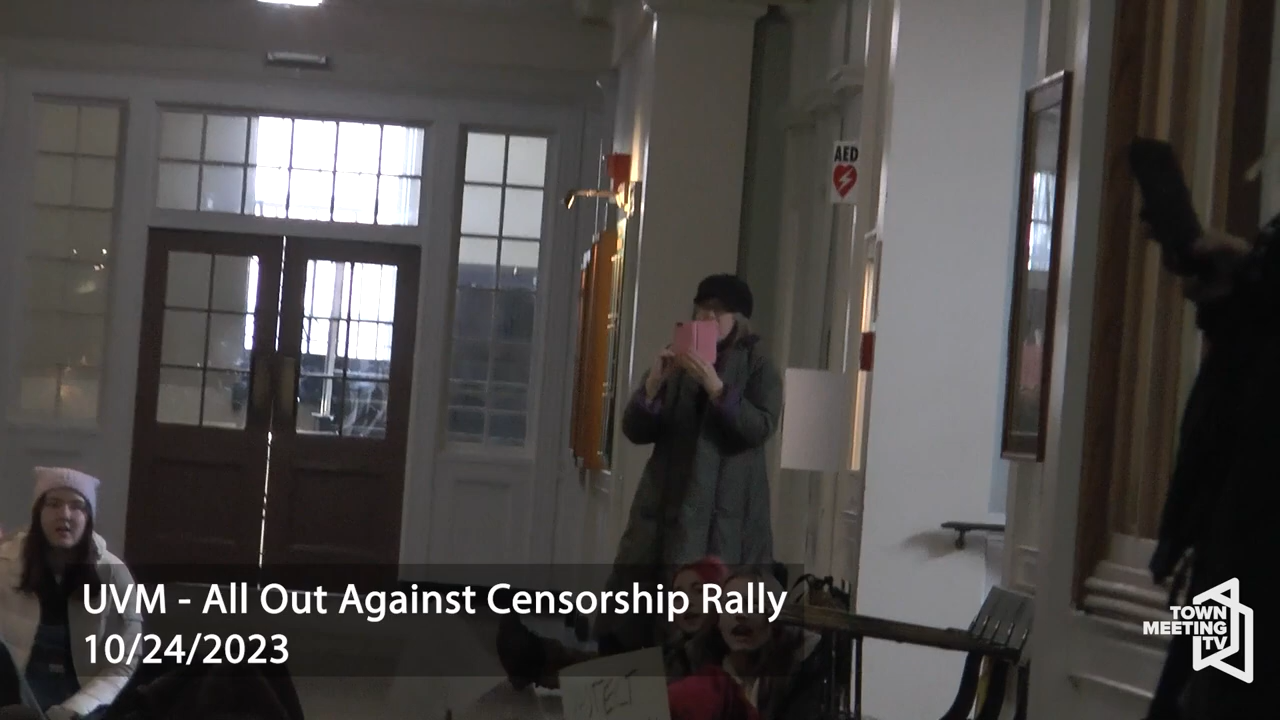 AED
UVM - All Out Against Censorship Rally
10/24/2023
TOWN
MEETING
TV